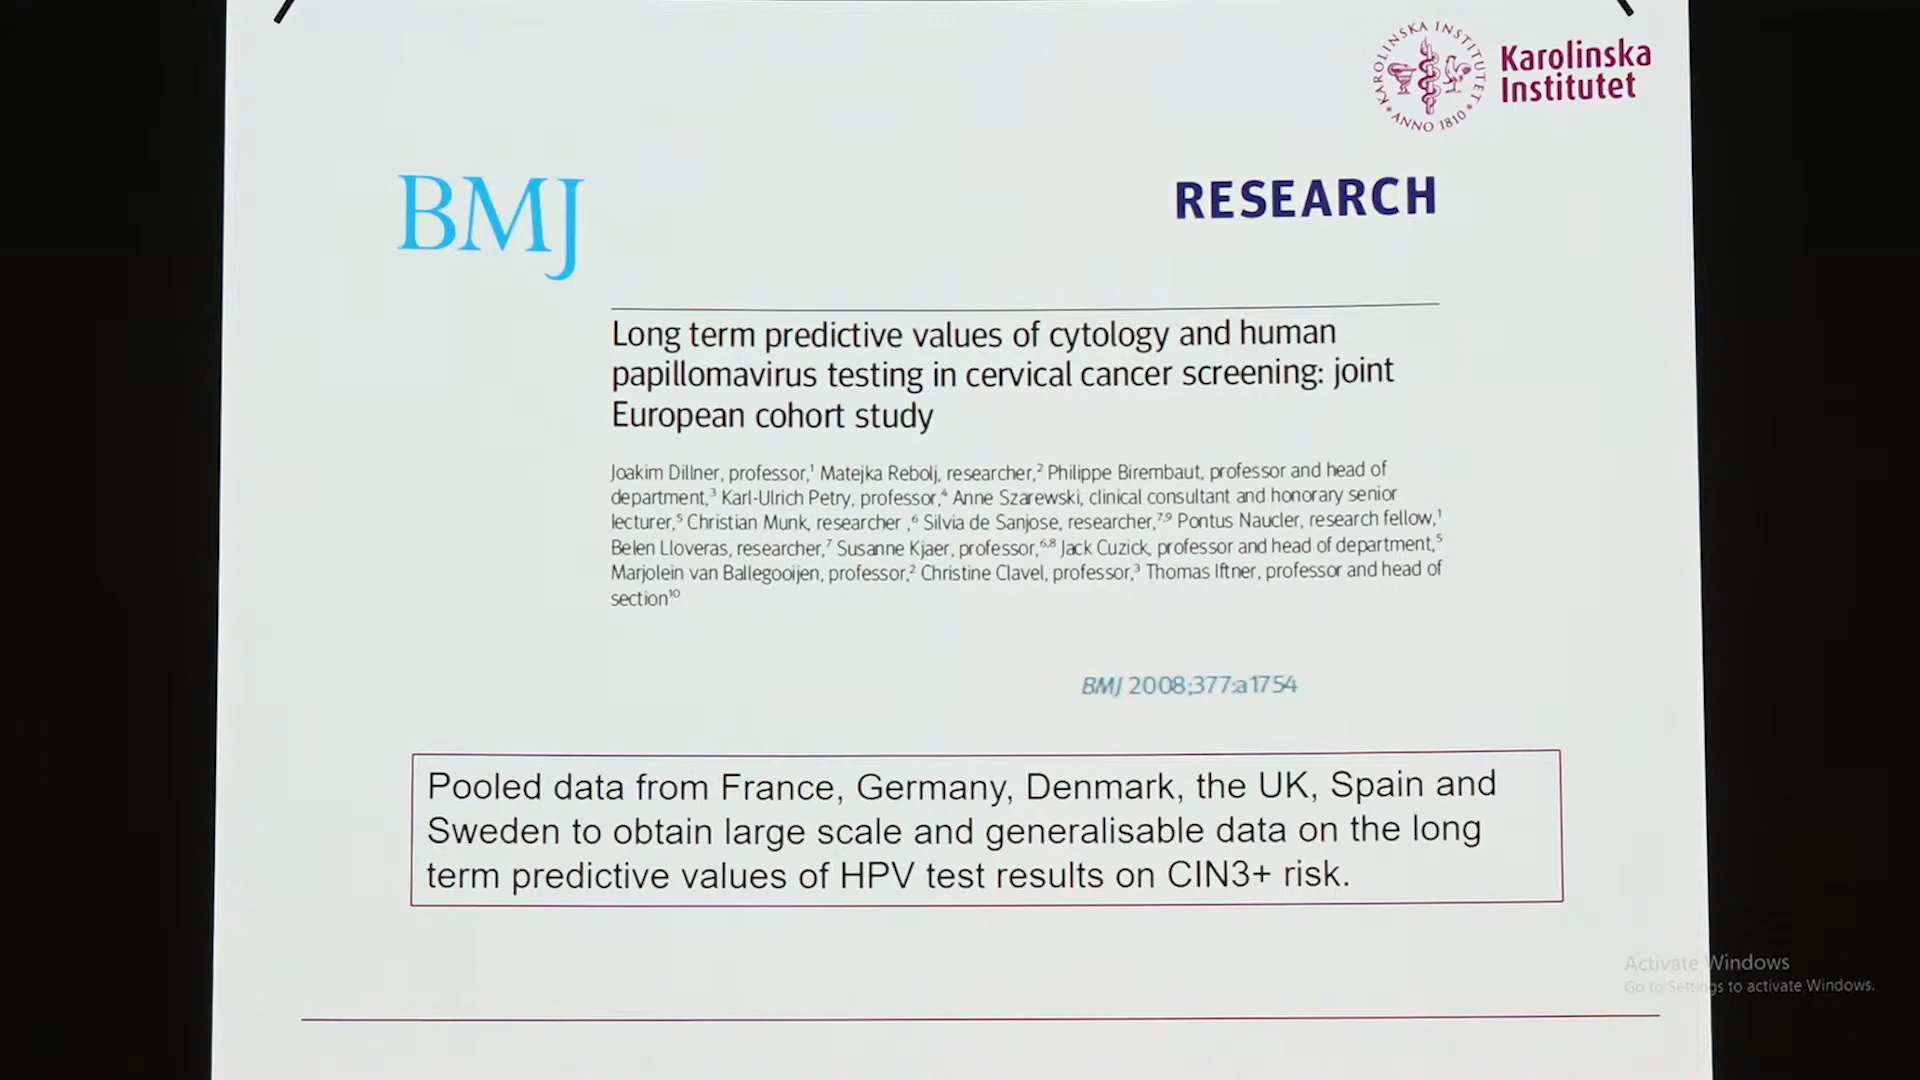 KAROLINSKA INSTITUTET
ANNO 1810
Karolinska
Institutet
BMJ
RESEARCH
Long term predictive values of cytology and human
papillomavirus testing in cervical cancer screening: joint
European cohort study
Joakim Dillner, professor,¹ Matejka Rebolj, researcher,² Philippe Birembaut, professor and head of
department,³ Karl-Ulrich Petry, professor,⁴ Anne Szarewski, clinical consultant and honorary senior
lecturer,⁵ Christian Munk, researcher ,⁶ Silvia de Sanjose, researcher,⁷·⁹ Pontus Naucler, research fellow,¹
Belen Lloveras, researcher,⁷ Susanne Kjaer, professor,⁶·⁸ Jack Cuzick, professor and head of department,⁵
Marjolein van Ballegooijen, professor,² Christine Clavel, professor,³ Thomas Iftner, professor and head of
section¹⁰
BMJ 2008;377:a1754
Pooled data from France, Germany, Denmark, the UK, Spain and
Sweden to obtain large scale and generalisable data on the long
term predictive values of HPV test results on CIN3+ risk.
Activate Windows
Go to Settings to activate Windows.